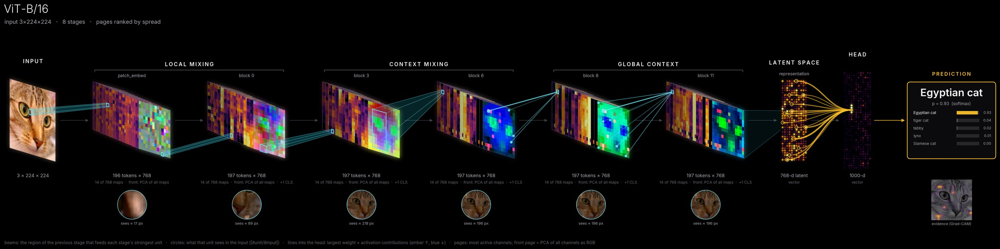 ViT-B/16
input 3×224×224 · 8 stages · pages ranked by spread
HEAD
INPUT
LOCAL MIXING
CONTEXT MIXING
GLOBAL CONTEXT
LATENT SPACE
patch_embed
block 0
block 3
block 6
block 8
block 11
representation
PREDICTION
Egyptian cat
p = 0.93 (softmax)
Egyptian cat 0.93
tiger cat 0.04
tabby 0.02
lynx 0.01
Siamese cat 0.00
3 × 224 × 224
196 tokens × 768
14 of 768 maps · front: PCA of all maps
197 tokens × 768
14 of 768 maps · front: PCA of all maps · +1 CLS
197 tokens × 768
14 of 768 maps · front: PCA of all maps · +1 CLS
197 tokens × 768
14 of 768 maps · front: PCA of all maps · +1 CLS
197 tokens × 768
14 of 768 maps · front: PCA of all maps · +1 CLS
197 tokens × 768
14 of 768 maps · front: PCA of all maps · +1 CLS
768-d latent
vector
1000-d
vector
sees ≈ 17 px
sees ≈ 89 px
sees ≈ 218 px
sees ≈ 196 px
sees ≈ 196 px
sees ≈ 196 px
evidence (Grad-CAM)
beams: the region of the previous stage that feeds each stage's strongest unit · circles: what that unit sees in the input (|∂unit/∂input|) · lines into the head: largest weight × activation contributions (amber ↑, blue ↓) · pages: most active channels; front page = PCA of all channels as RGB